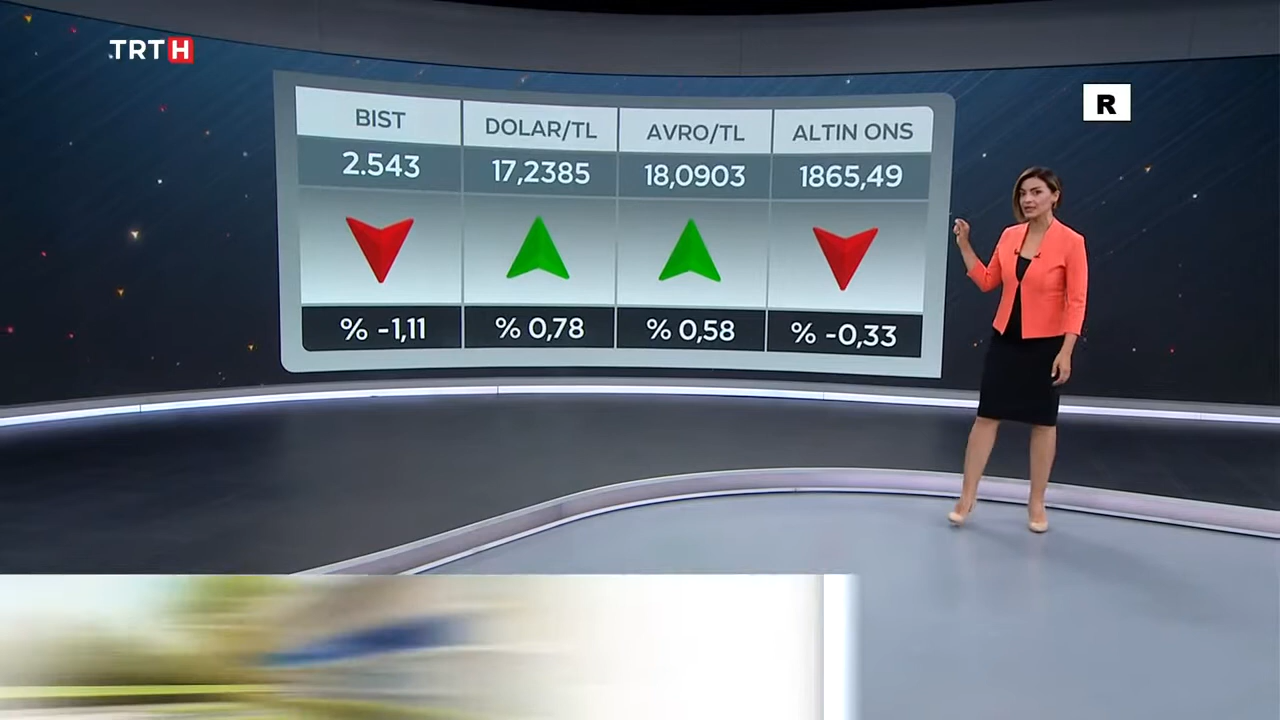 TRT H
R
BIST
DOLAR/TL
AVRO/TL
ALTIN ONS
2.543
17,2385
18,0903
1865,49
% -1,11
% 0,78
% 0,58
% -0,33